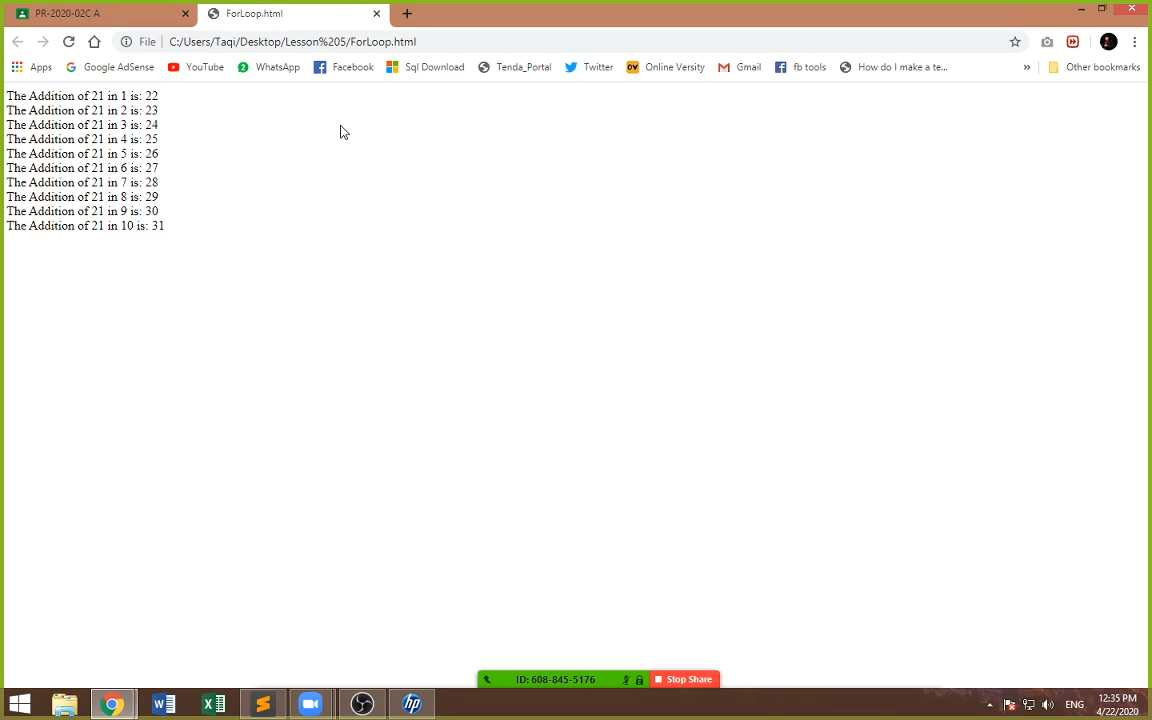 PR-2020-02C A
ForLoop.html
File
C:/Users/Taqi/Desktop/Lesson%205/ForLoop.html
Apps
Google AdSense
YouTube
2
WhatsApp
Facebook
Sql Download
Tenda_Portal
Twitter
OV
Online Versity
Gmail
fb tools
How do I make a te...
»
Other bookmarks
The Addition of 21 in 1 is: 22
The Addition of 21 in 2 is: 23
The Addition of 21 in 3 is: 24
The Addition of 21 in 4 is: 25
The Addition of 21 in 5 is: 26
The Addition of 21 in 6 is: 27
The Addition of 21 in 7 is: 28
The Addition of 21 in 8 is: 29
The Addition of 21 in 9 is: 30
The Addition of 21 in 10 is: 31
ID: 608-845-5176
Stop Share
ENG
12:35 PM
4/22/2020